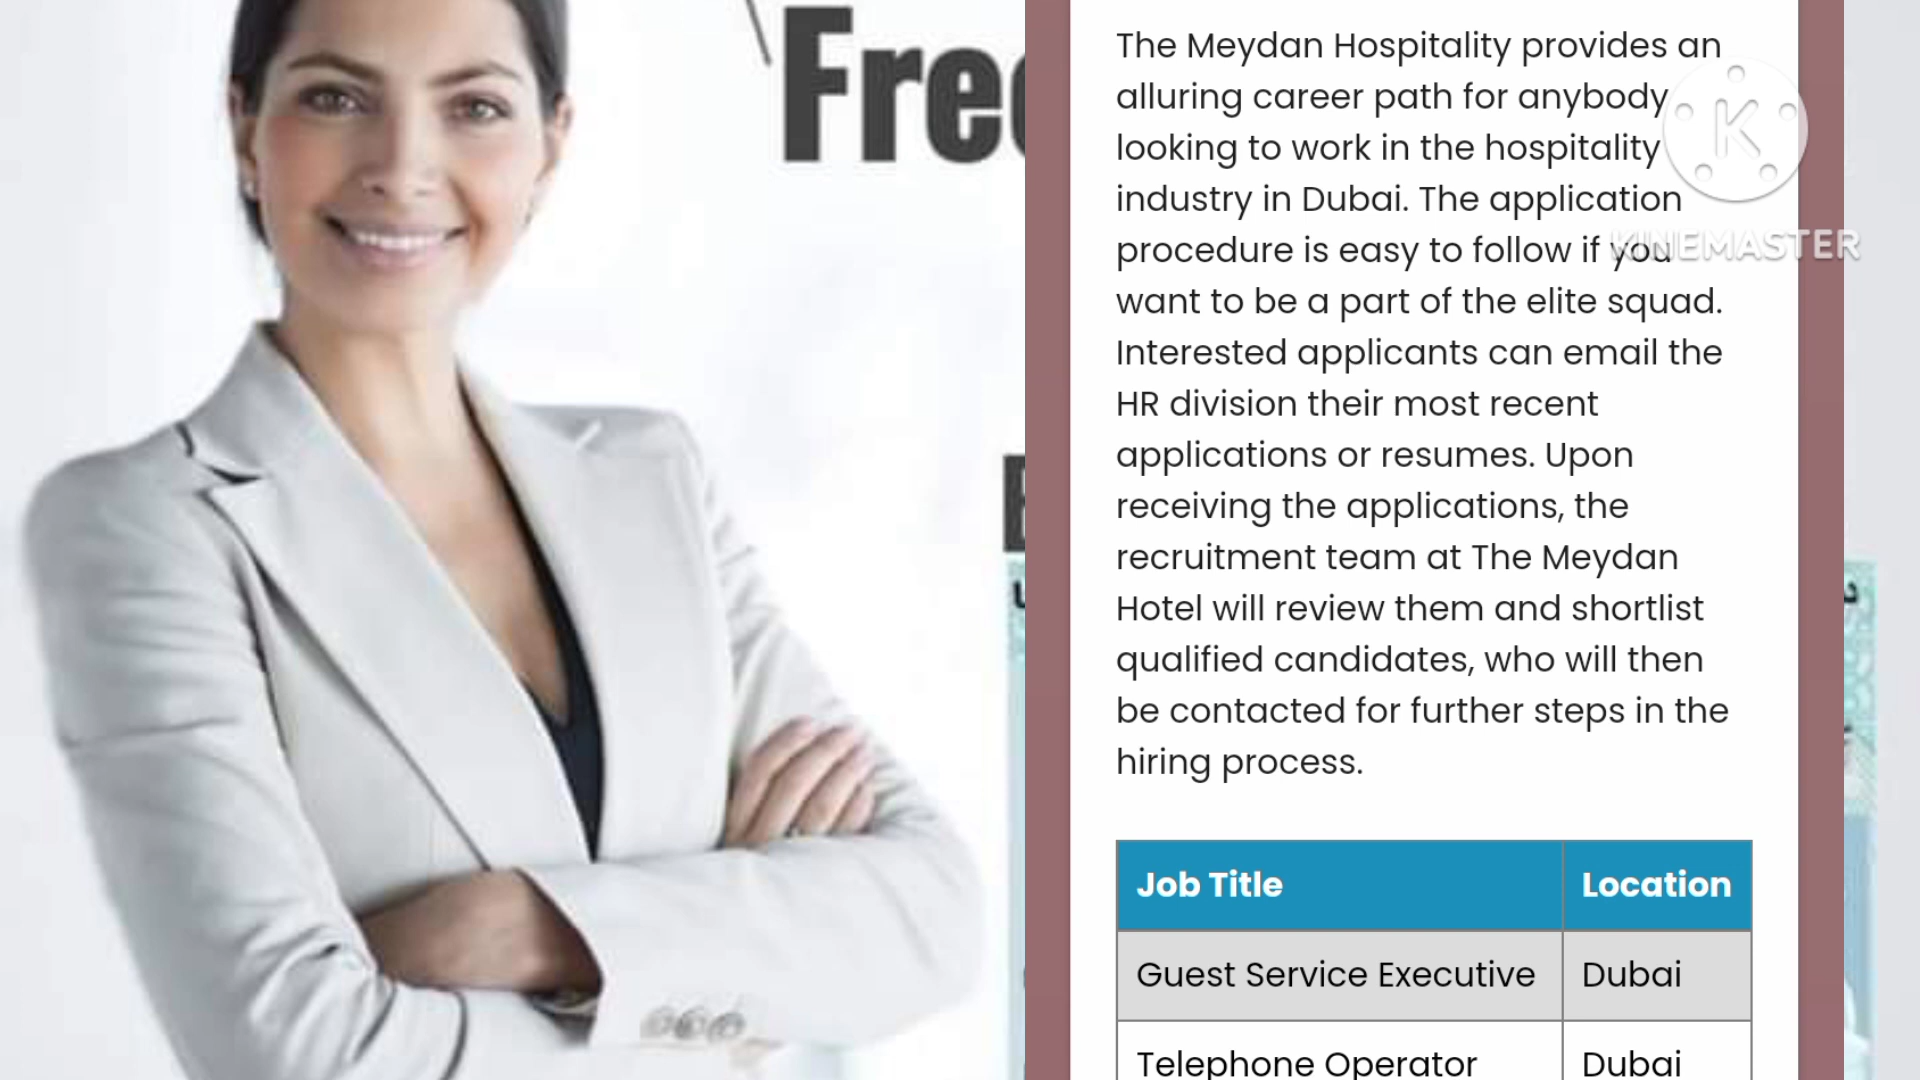 The Meydan Hospitality provides an
alluring career path for anybody
looking to work in the hospitality
industry in Dubai. The application
procedure is easy to follow if you
want to be a part of the elite squad.
Interested applicants can email the
HR division their most recent
applications or resumes. Upon
receiving the applications, the
recruitment team at The Meydan
Hotel will review them and shortlist
qualified candidates, who will then
be contacted for further steps in the
hiring process.
Job Title Location
Guest Service Executive Dubai
Telephone Operator Dubai
K
KINEMASTER